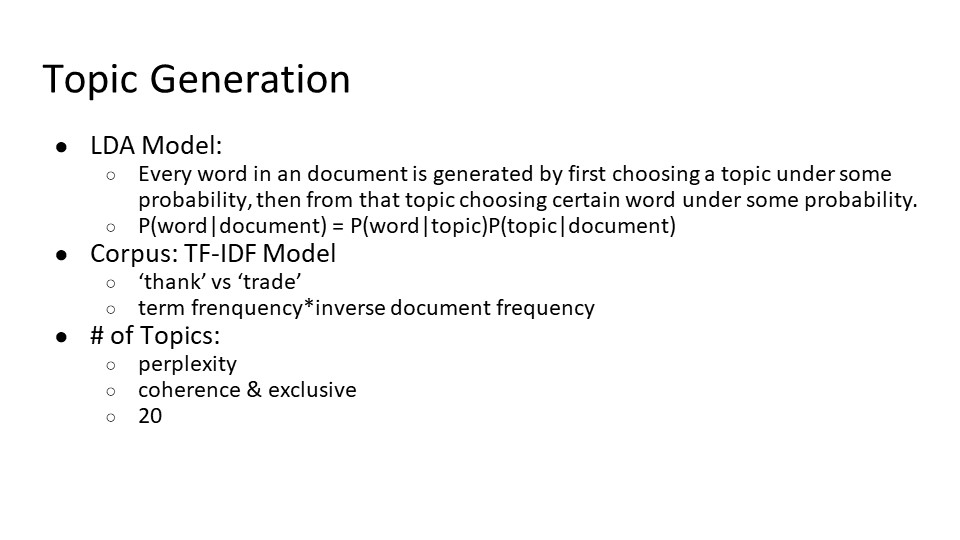 Topic Generation
● LDA Model:
○ Every word in an document is generated by first choosing a topic under some
probability, then from that topic choosing certain word under some probability.
○ P(word|document) = P(word|topic)P(topic|document)
● Corpus: TF-IDF Model
○ ‘thank’ vs ‘trade’
○ term frenquency*inverse document frequency
● # of Topics:
○ perplexity
○ coherence & exclusive
○ 20